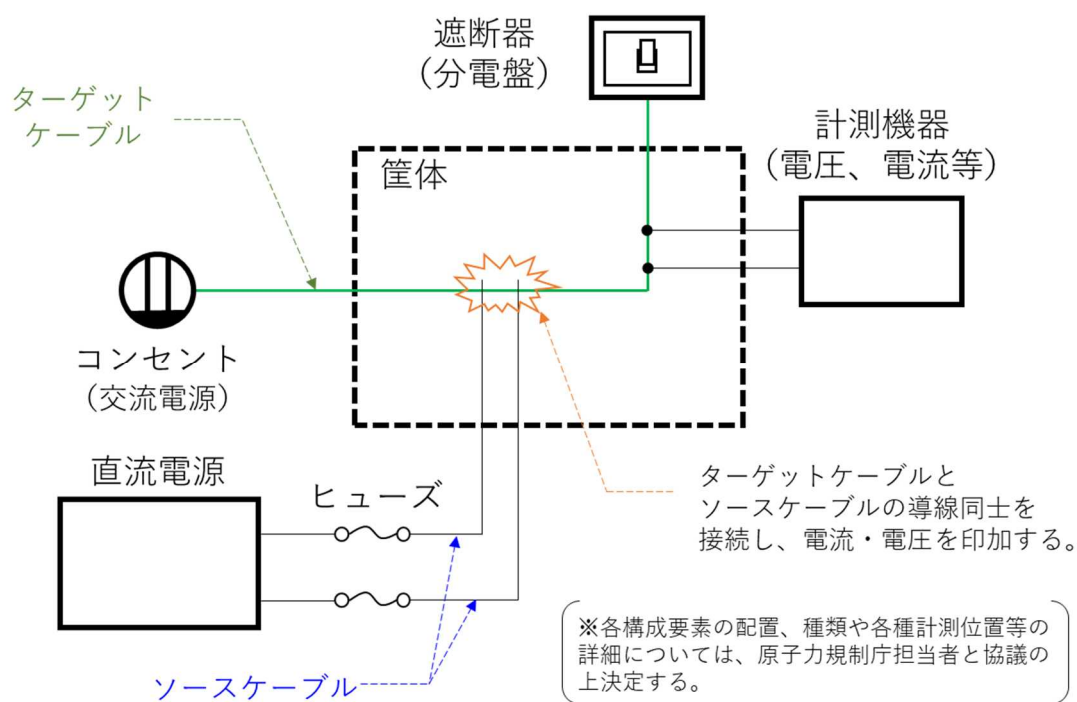 遮断器
（分電盤）
ターゲット
ケーブル
計測機器
（電圧、電流等）
筐体
コンセント
（交流電源）
直流電源
ヒューズ
ターゲットケーブルと
ソースケーブルの導線同士を
接続し、電流・電圧を印加する。
※各構成要素の配置、種類や各種計測位置等の
詳細については、原子力規制庁担当者と協議の
上決定する。
ソースケーブル